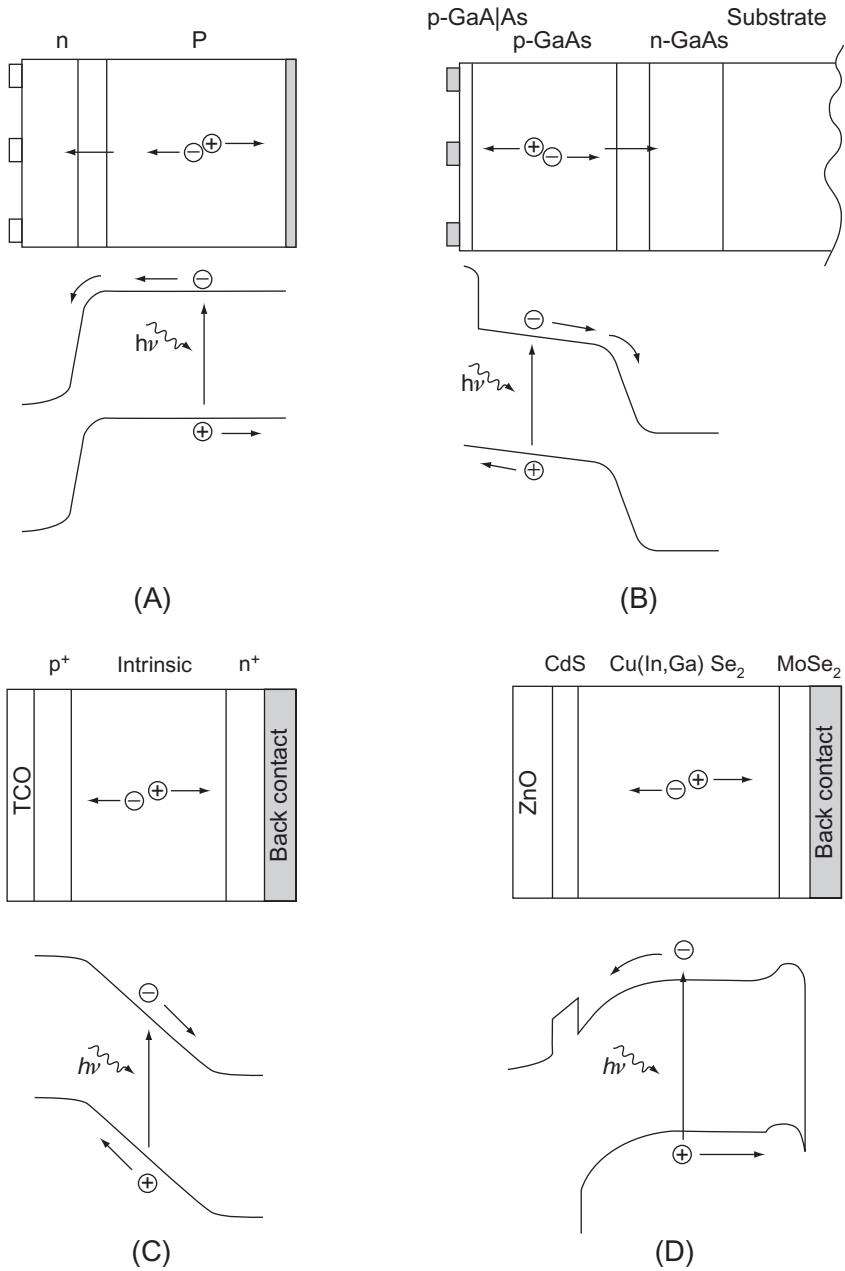 n P
hν
(A)
p-GaA|As
Substrate
p-GaAs n-GaAs
hν
(B)
p+ Intrinsic n+
TCO
Back contact
hν
(C)
CdS Cu(In,Ga) Se2 MoSe2
ZnO
Back contact
hν
(D)